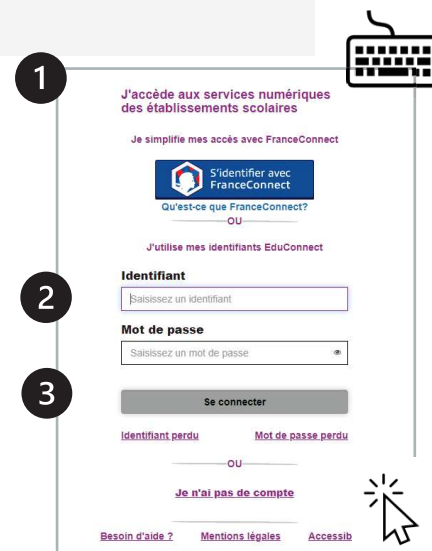 1
J'accède aux services numériques
des établissements scolaires
Je simplifie mes accès avec FranceConnect
S'identifier avec
FranceConnect
Qu'est-ce que FranceConnect?
OU
J'utilise mes identifiants EduConnect
Identifiant
2
Saisissez un identifiant
Mot de passe
Saisissez un mot de passe
3
Se connecter
Identifiant perdu Mot de passe perdu
OU
Je n'ai pas de compte
Besoin d'aide ? Mentions légales Accessib